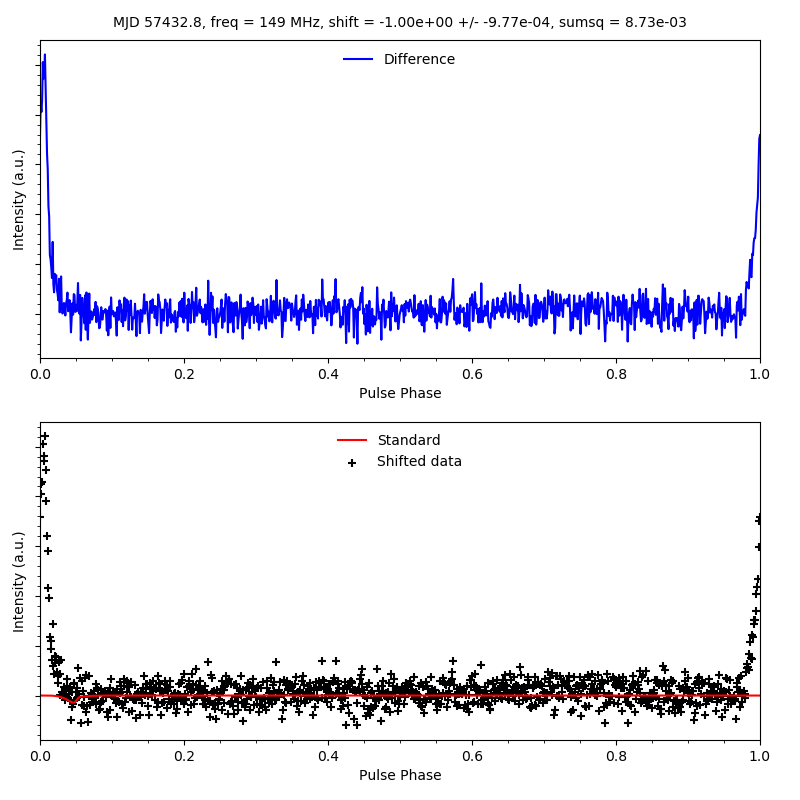 MJD 57432.8, freq = 149 MHz, shift = -1.00e+00 +/- -9.77e-04, sumsq = 8.73e-03
Difference
Intensity (a.u.)
0.0 0.2 0.4 0.6 0.8 1.0
Pulse Phase
Standard
Shifted data
Intensity (a.u.)
0.0 0.2 0.4 0.6 0.8 1.0
Pulse Phase